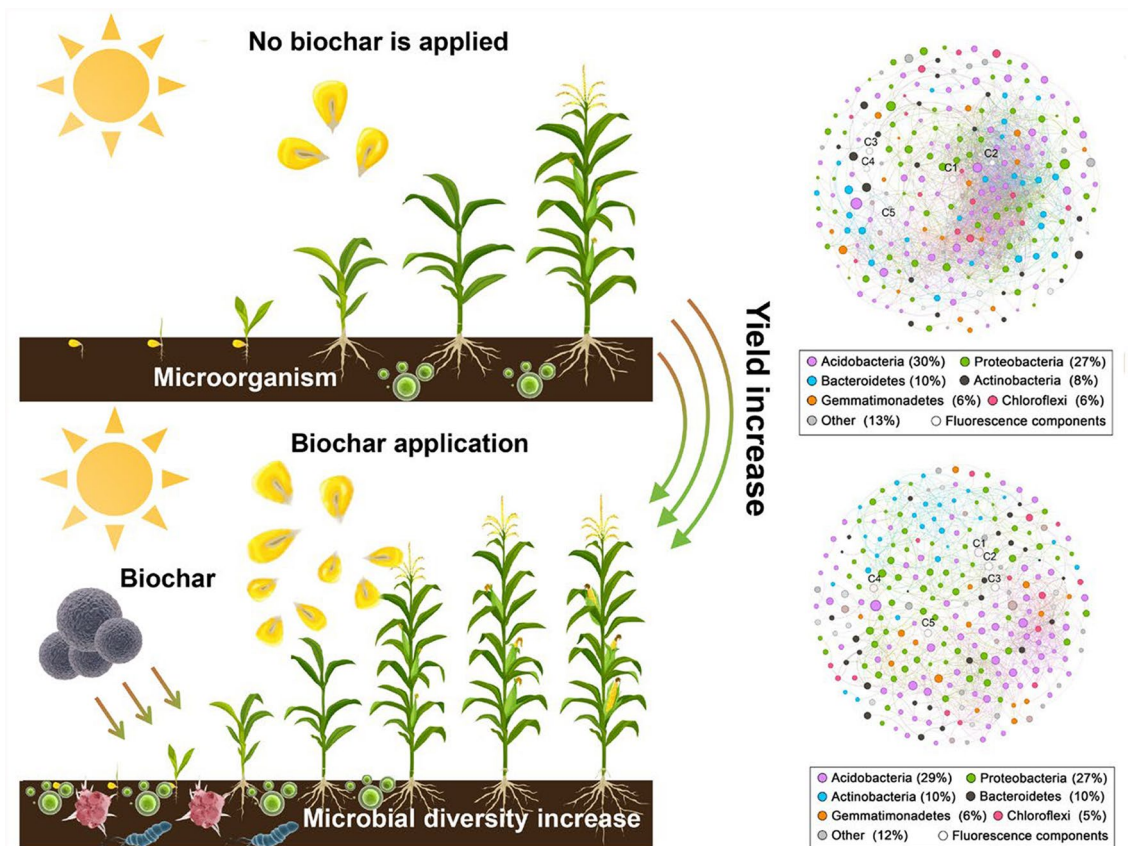 No biochar is applied
C3
C4
C2
C1
C5
Microorganism
Yield increase
Acidobacteria (30%) Proteobacteria (27%)
Bacteroidetes (10%) Actinobacteria (8%)
Gemmatimonadetes (6%) Chloroflexi (6%)
Other (13%) Fluorescence components
Biochar application
Biochar
C1
C2
C4
C3
C5
Microbial diversity increase
Acidobacteria (29%) Proteobacteria (27%)
Actinobacteria (10%) Bacteroidetes (10%)
Gemmatimonadetes (6%) Chloroflexi (5%)
Other (12%) Fluorescence components